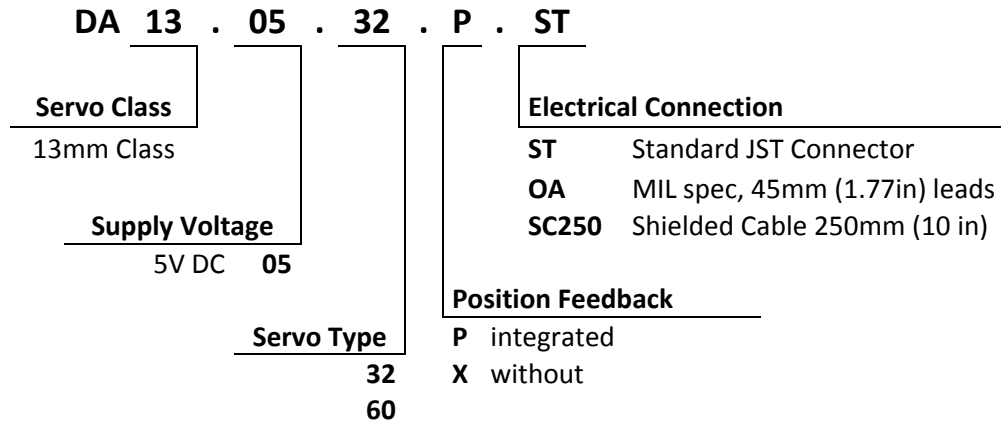 DA 13 . 05 . 32 . P . ST
Servo Class
13mm Class
Supply Voltage
5V DC 05
Servo Type
32
60
Electrical Connection
ST Standard JST Connector
OA MIL spec, 45mm (1.77in) leads
SC250 Shielded Cable 250mm (10 in)
Position Feedback
P integrated
X without